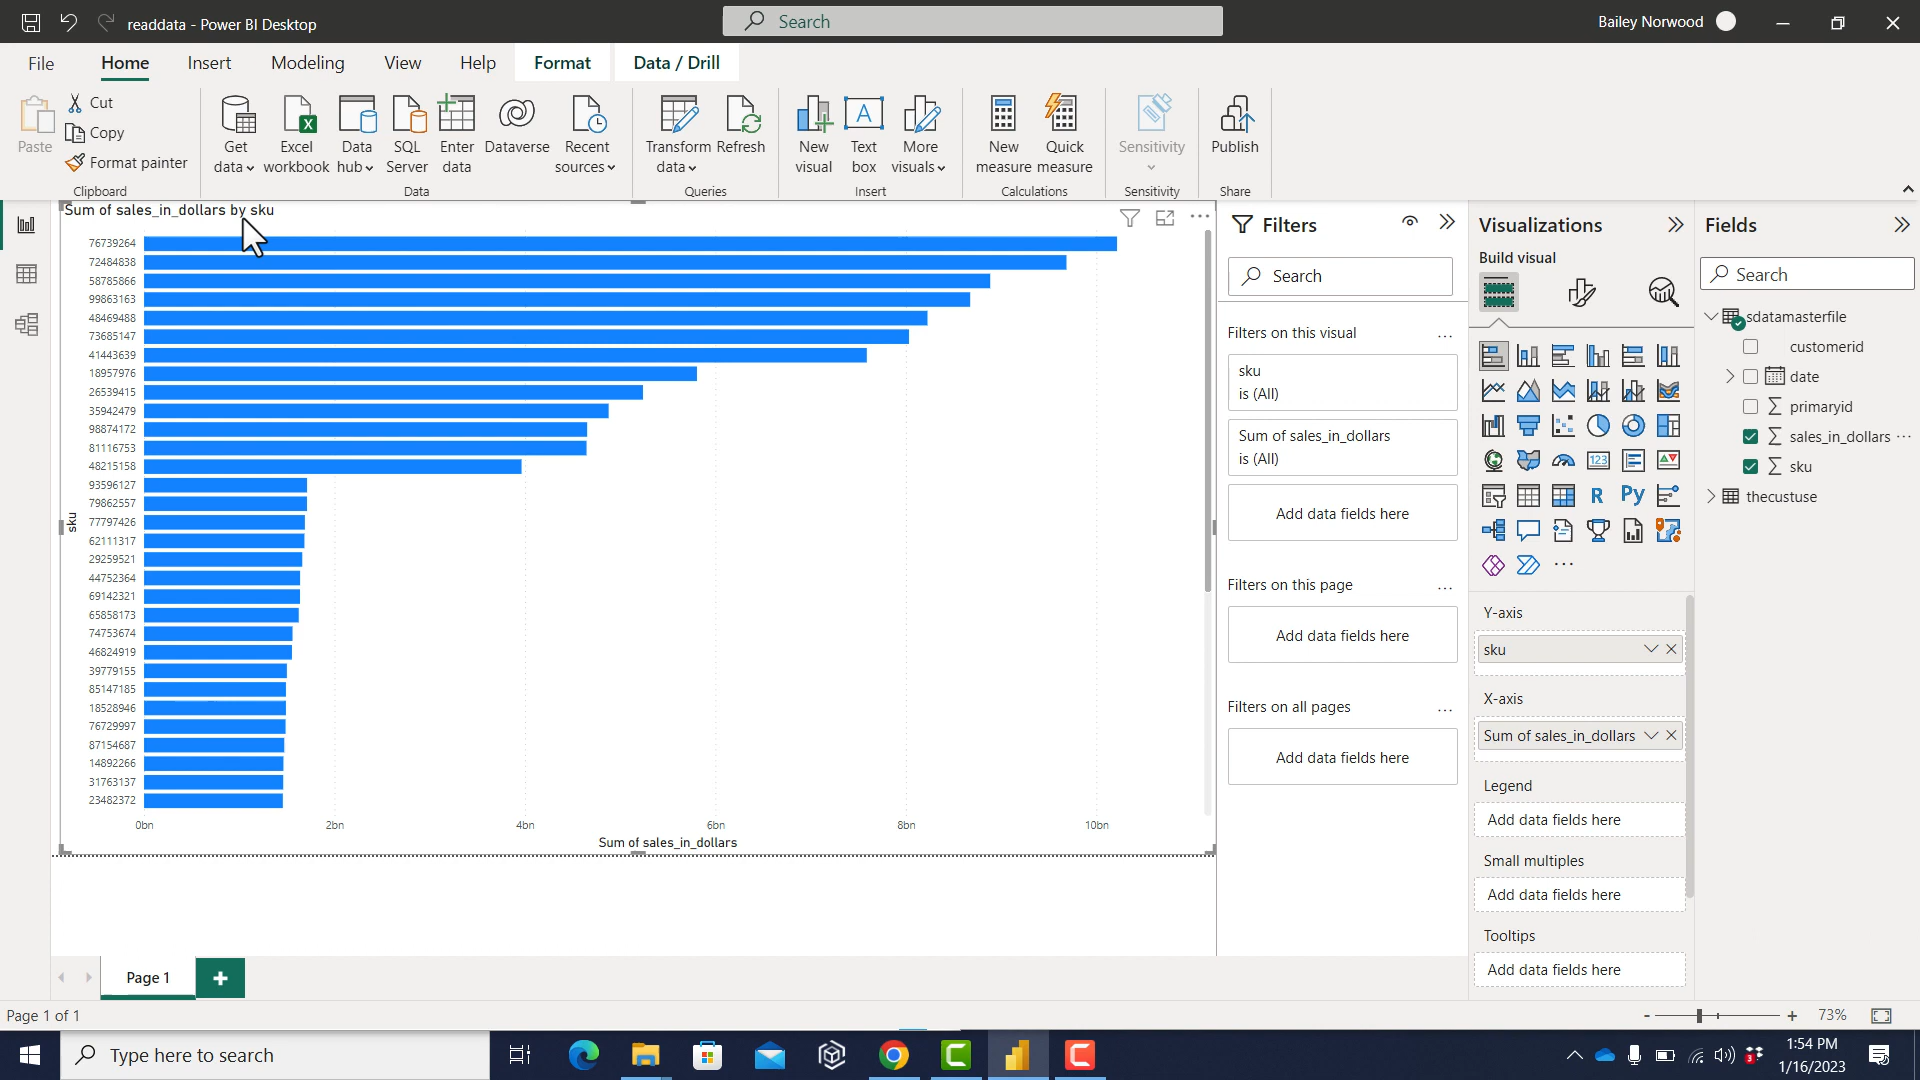 readdata - Power BI Desktop
Search
Bailey Norwood
File
Home
Insert
Modeling
View
Help
Format
Data / Drill
Paste
Cut
Copy
Format painter
Clipboard
Get data
Excel workbook
Data hub
SQL Server
Enter data
Dataverse
Recent sources
Data
Transform data
Refresh
Queries
New visual
Text box
More visuals
Insert
New measure
Quick measure
Calculations
Sensitivity
Sensitivity
Publish
Share
Sum of sales_in_dollars by sku
sku
76739264
72484838
58785866
99863163
48469488
73685147
41443639
18957976
26539415
35942479
98874172
81116753
48215158
93596127
79862557
77797426
62111317
29259521
44752364
69142321
65858173
74753674
46824919
39779155
85147185
18528946
76729997
87154687
14892266
31763137
23482372
0bn
2bn
4bn
6bn
8bn
10bn
Sum of sales_in_dollars
Filters
Search
Filters on this visual
...
sku
is (All)
Sum of sales_in_dollars
is (All)
Add data fields here
Filters on this page
...
Add data fields here
Filters on all pages
...
Add data fields here
Visualizations
Build visual
123
R
Py
...
Y-axis
sku
X-axis
Sum of sales_in_dollars
Legend
Add data fields here
Small multiples
Add data fields here
Tooltips
Add data fields here
Fields
Search
sdatamasterfile
customerid
date
primaryid
sales_in_dollars
sku
thecustuse
Page 1
+
Page 1 of 1
- + 73%
Type here to search
1:54 PM
1/16/2023